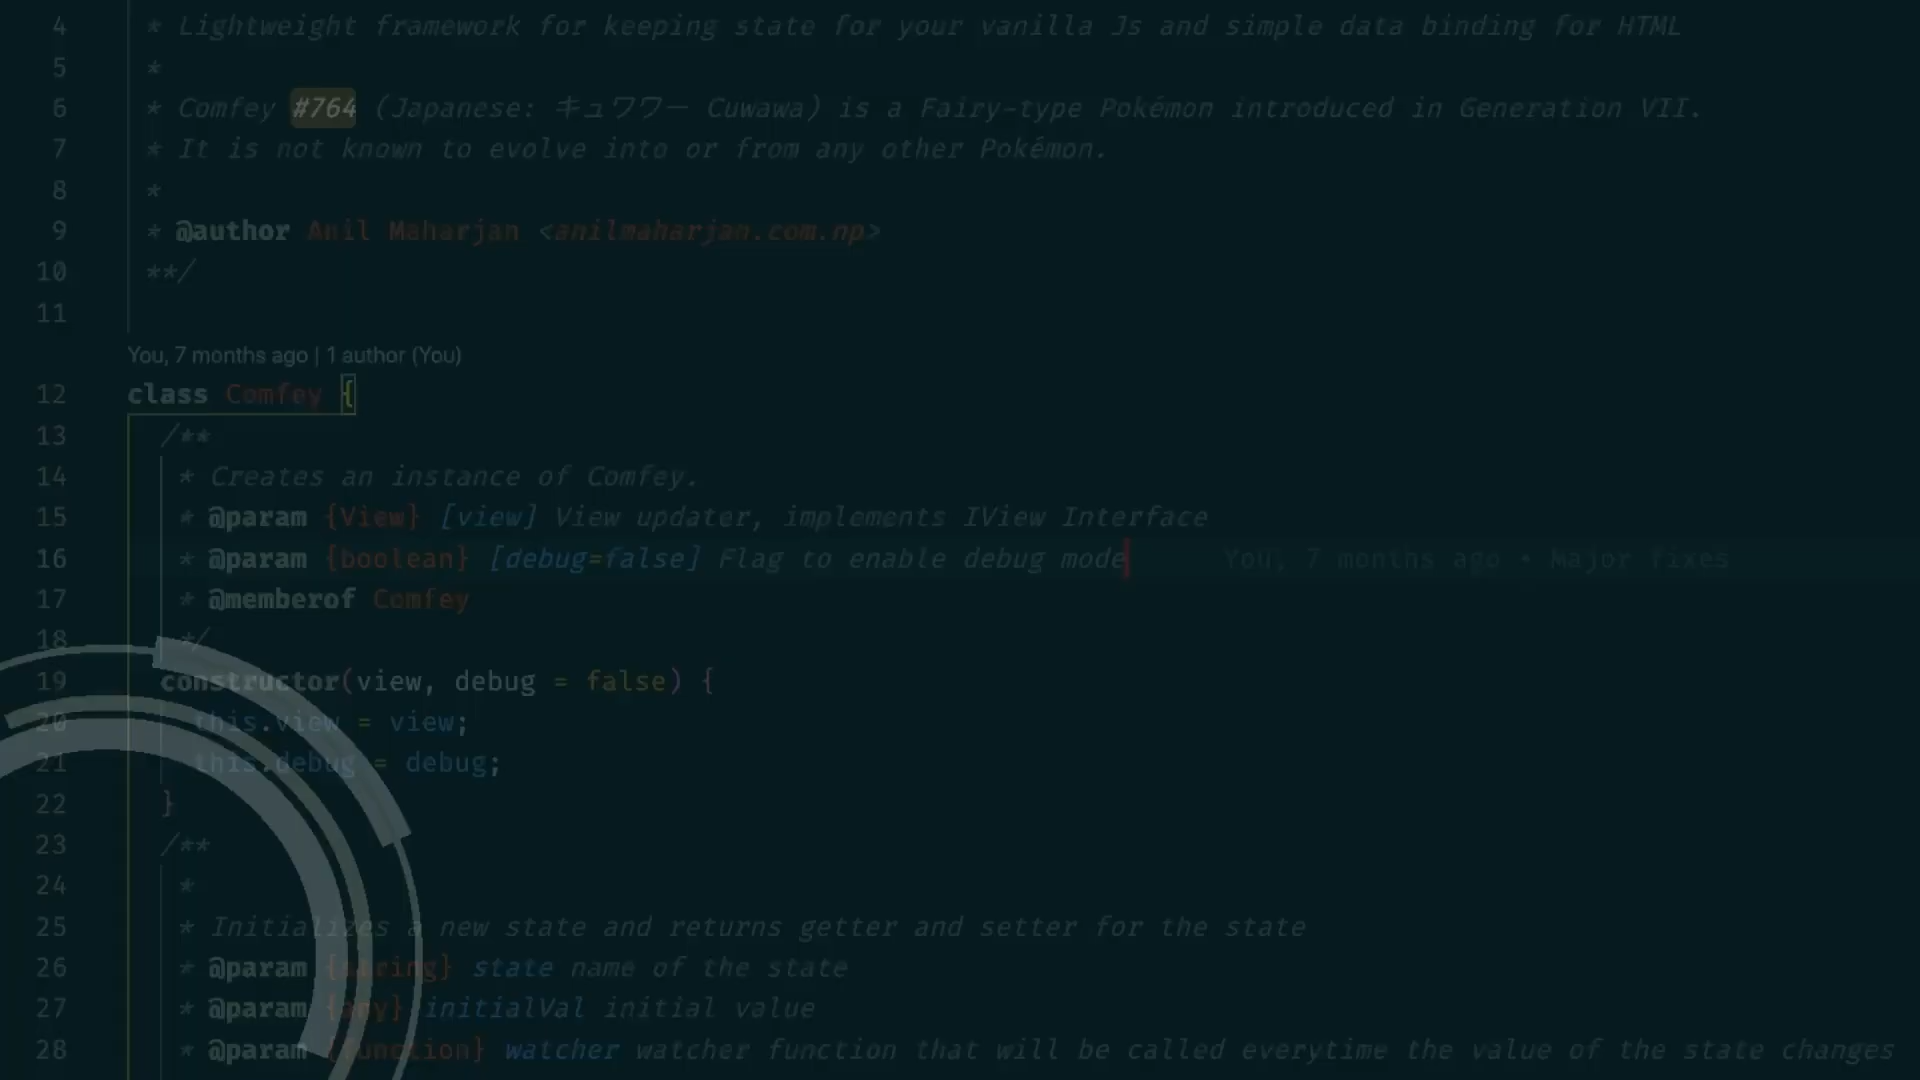 4 * Lightweight framework for keeping state for your vanilla Js and simple data binding for HTML
5 *
6 * Comfey #764 (Japanese: キュワワー Cuwawa) is a Fairy-type Pokémon introduced in Generation VII.
7 * It is not known to evolve into or from any other Pokémon.
8 *
9 * @author Anil Maharjan <anilmaharjan.com.np>
10 **/
11
You, 7 months ago | 1 author (You)
12 class Comfey {
13 /**
14 * Creates an instance of Comfey.
15 * @param {View} [view] View updater, implements IView Interface
16 * @param {boolean} [debug=false] Flag to enable debug mode You, 7 months ago • Major fixes
17 * @memberof Comfey
18 */
19 constructor(view, debug = false) {
20 this.view = view;
21 this.debug = debug;
22 }
23 /**
24 *
25 * Initializes a new state and returns getter and setter for the state
26 * @param {string} state name of the state
27 * @param {any} initialVal initial value
28 * @param {function} watcher watcher function that will be called everytime the value of the state changes